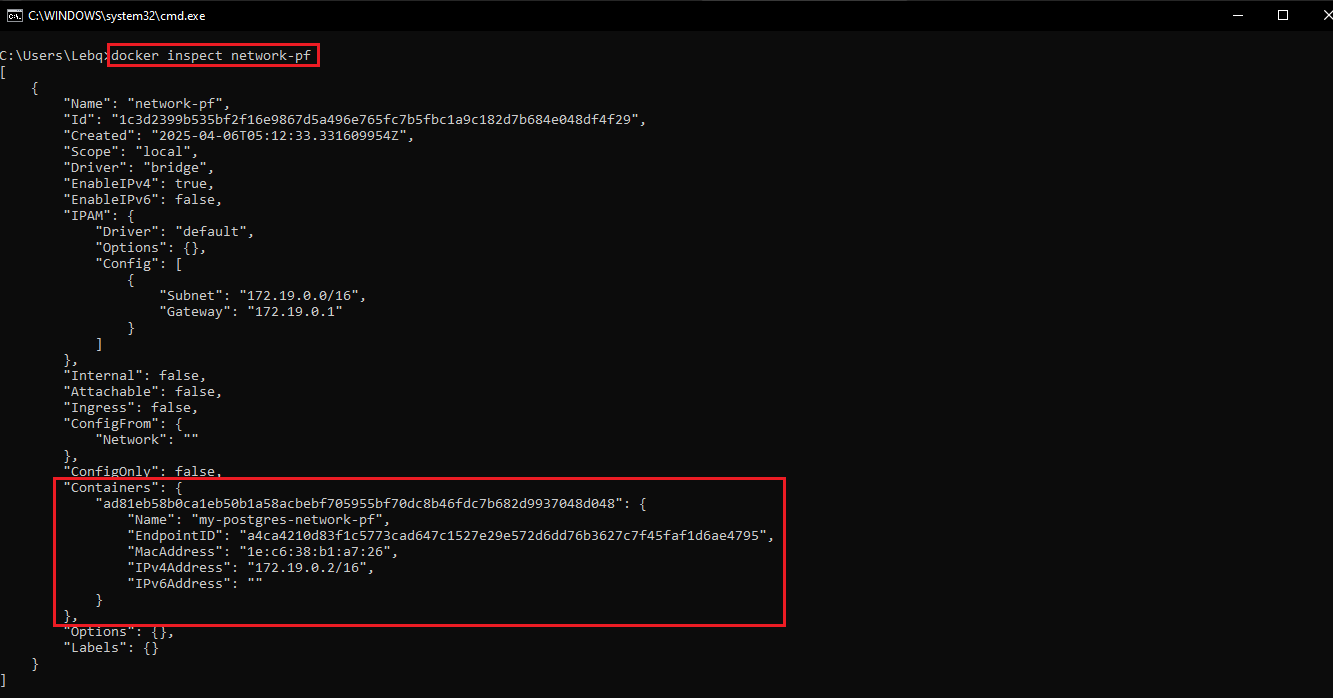 C:\WINDOWS\system32\cmd.exe
C:\Users\Lebq>docker inspect network-pf
[
    {
        "Name": "network-pf",
        "Id": "1c3d2399b535bf2f16e9867d5a496e765fc7b5fbc1a9c182d7b684e048df4f29",
        "Created": "2025-04-06T05:12:33.331609954Z",
        "Scope": "local",
        "Driver": "bridge",
        "EnableIPv4": true,
        "EnableIPv6": false,
        "IPAM": {
            "Driver": "default",
            "Options": {},
            "Config": [
                {
                    "Subnet": "172.19.0.0/16",
                    "Gateway": "172.19.0.1"
                }
            ]
        },
        "Internal": false,
        "Attachable": false,
        "Ingress": false,
        "ConfigFrom": {
            "Network": ""
        },
        "ConfigOnly": false,
        "Containers": {
            "ad81eb58b0ca1eb50b1a58acbebf705955bf70dc8b46fdc7b682d9937048d048": {
                "Name": "my-postgres-network-pf",
                "EndpointID": "a4ca4210d83f1c5773cad647c1527e29e572d6dd76b3627c7f45faf1d6ae4795",
                "MacAddress": "1e:c6:38:b1:a7:26",
                "IPv4Address": "172.19.0.2/16",
                "IPv6Address": ""
            }
        },
        "Options": {},
        "Labels": {}
    }
]